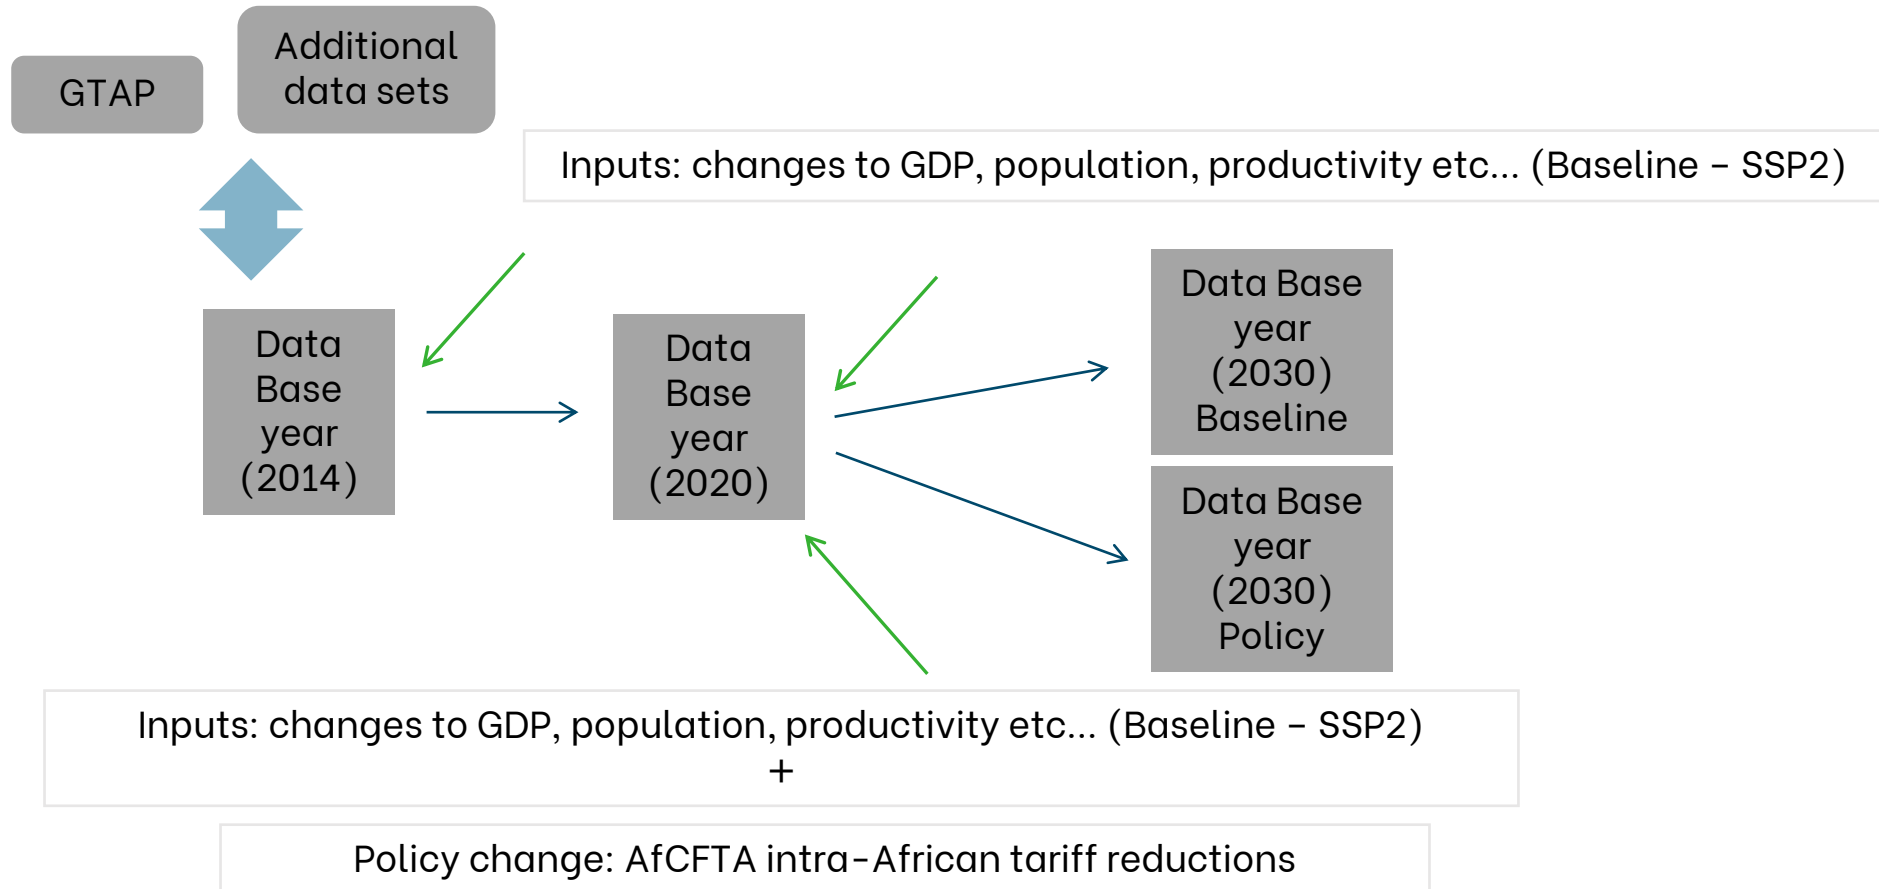 GTAP
Additional
data sets
Inputs: changes to GDP, population, productivity etc... (Baseline – SSP2)
Data
Base
year
(2014)
Data
Base
year
(2020)
Data Base
year
(2030)
Baseline
Data Base
year
(2030)
Policy
Inputs: changes to GDP, population, productivity etc... (Baseline – SSP2)
+
Policy change: AfCFTA intra-African tariff reductions